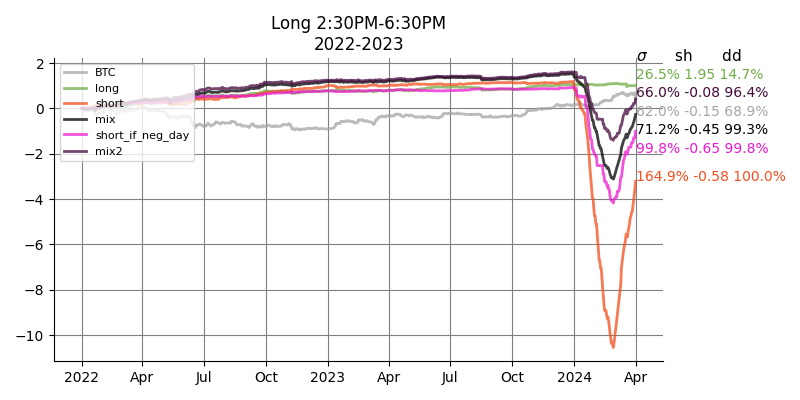 Long 2:30PM-6:30PM
2022-2023
σ sh dd
26.5% 1.95 14.7%
66.0% -0.08 96.4%
62.0% -0.15 68.9%
71.2% -0.45 99.3%
99.8% -0.65 99.8%
164.9% -0.58 100.0%
BTC
long
short
mix
short_if_neg_day
mix2
2
0
−2
−4
−6
−8
−10
2022 Apr Jul Oct 2023 Apr Jul Oct 2024 Apr